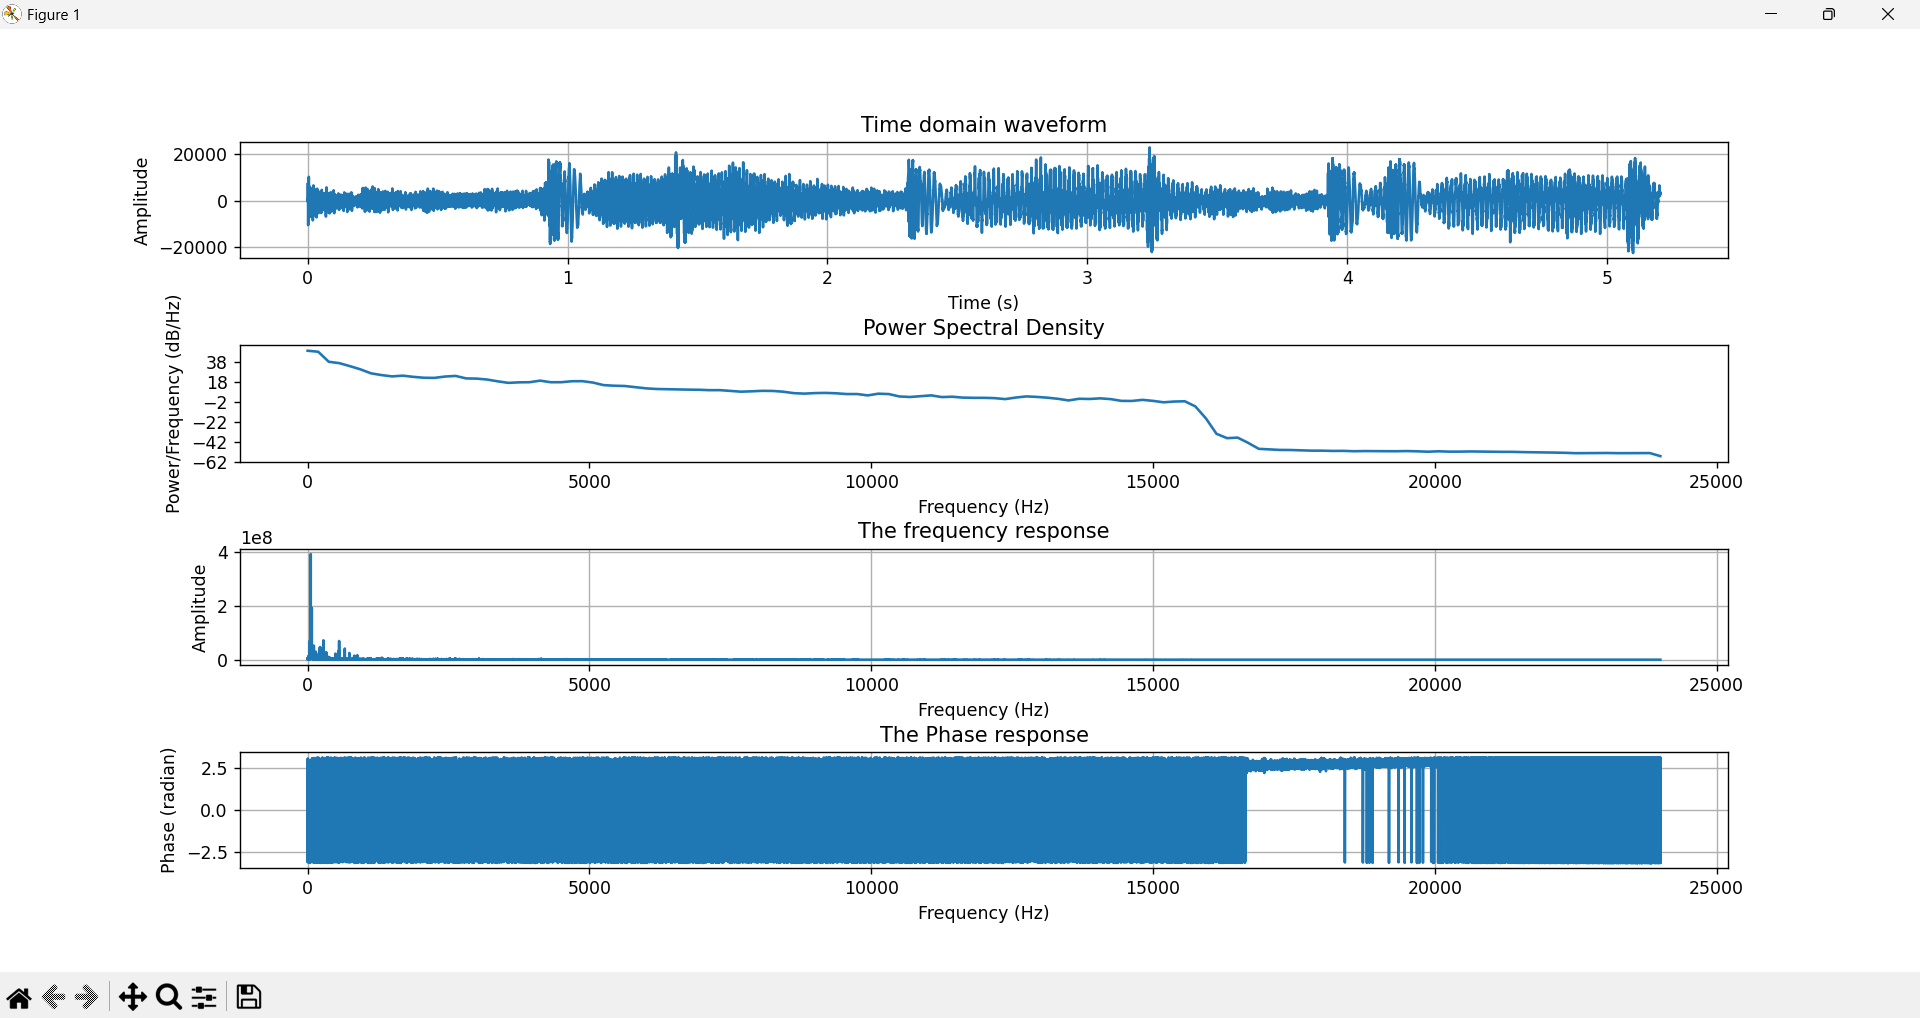 Figure 1
Time domain waveform
Amplitude
20000
0
−20000
0 1 2 3 4 5
Time (s)
Power Spectral Density
Power/Frequency (dB/Hz)
38
18
−2
−22
−42
−62
0 5000 10000 15000 20000 25000
Frequency (Hz)
The frequency response
1e8
Amplitude
4
2
0
0 5000 10000 15000 20000 25000
Frequency (Hz)
The Phase response
Phase (radian)
2.5
0.0
−2.5
0 5000 10000 15000 20000 25000
Frequency (Hz)